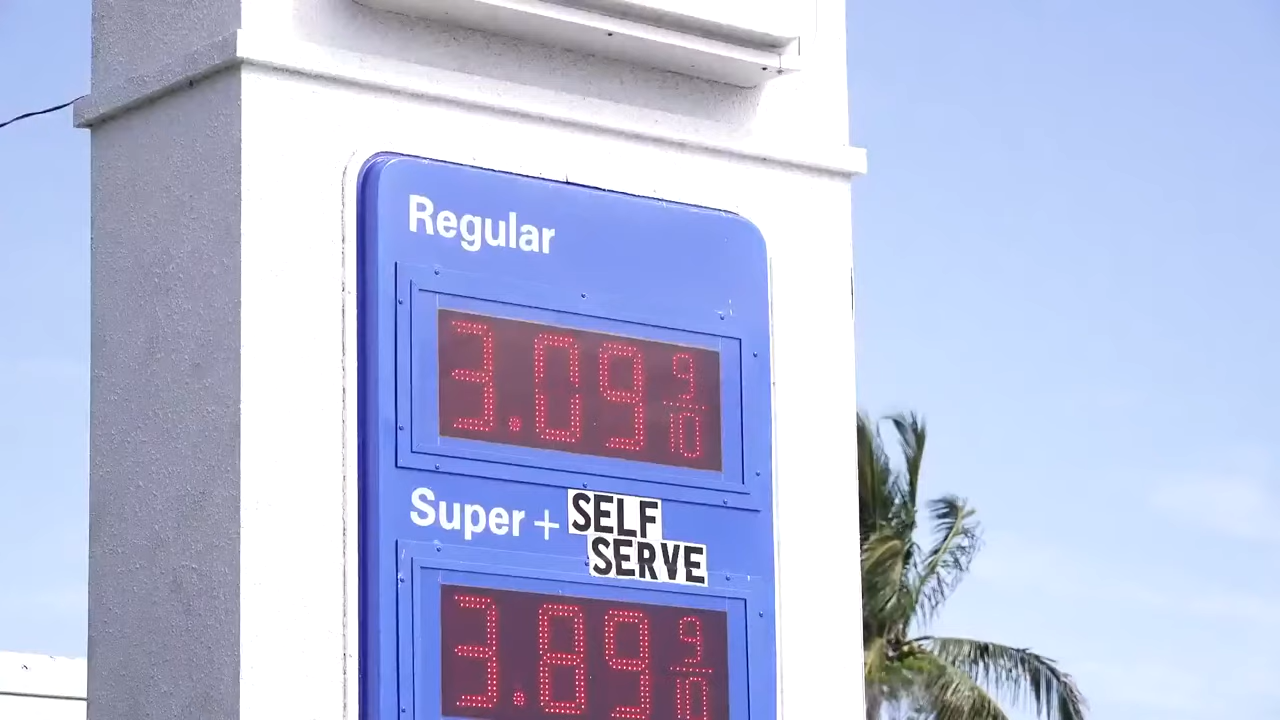 Regular
3.09 9/10
Super + SELF
SERVE
3.89 9/10